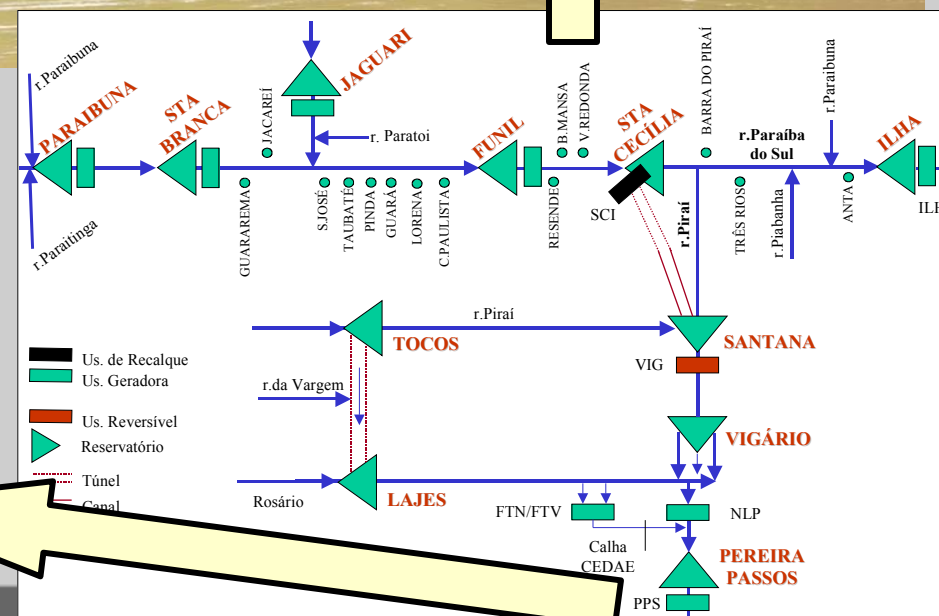 r.Paraibuna
r.Paraitinga
PARAIBUNA
STA
BRANCA
JACAREÍ
GUARAREMA
JAGUARI
r. Paratoi
S.JOSÉ
TAUBATÉ
PINDA
GUARÁ
LORENA
C.PAULISTA
FUNIL
RESENDE
B.MANSA
V.REDONDA
STA
CECÍLIA
SCI
BARRA DO PIRAÍ
r.Piraí
r.Paraíba
do Sul
TRÊS RIOS
r.Piabanha
r.Paraibuna
ANTA
ILHA
r.Piraí
TOCOS
SANTANA
VIG
r.da Vargem
VIGÁRIO
Rosário
LAJES
FTN/FTV
NLP
Calha
CEDAE
PEREIRA
PASSOS
PPS
Us. de Recalque
Us. Geradora
Us. Reversível
Reservatório
Túnel
Canal